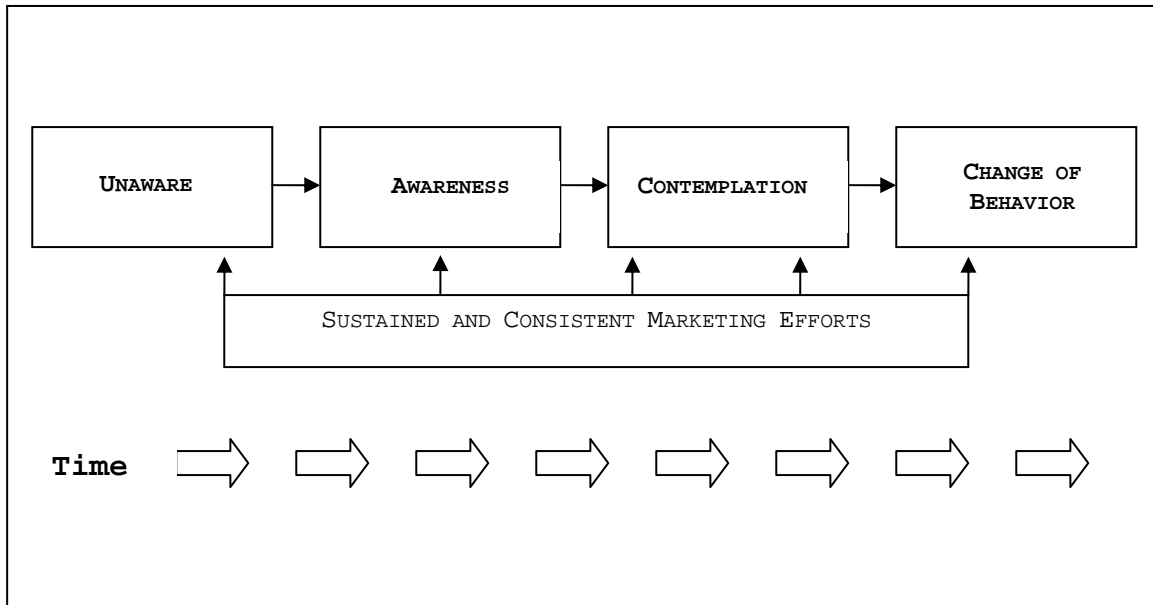 UNAWARE
AWARENESS
CONTEMPLATION
CHANGE OF
BEHAVIOR
SUSTAINED AND CONSISTENT MARKETING EFFORTS
Time